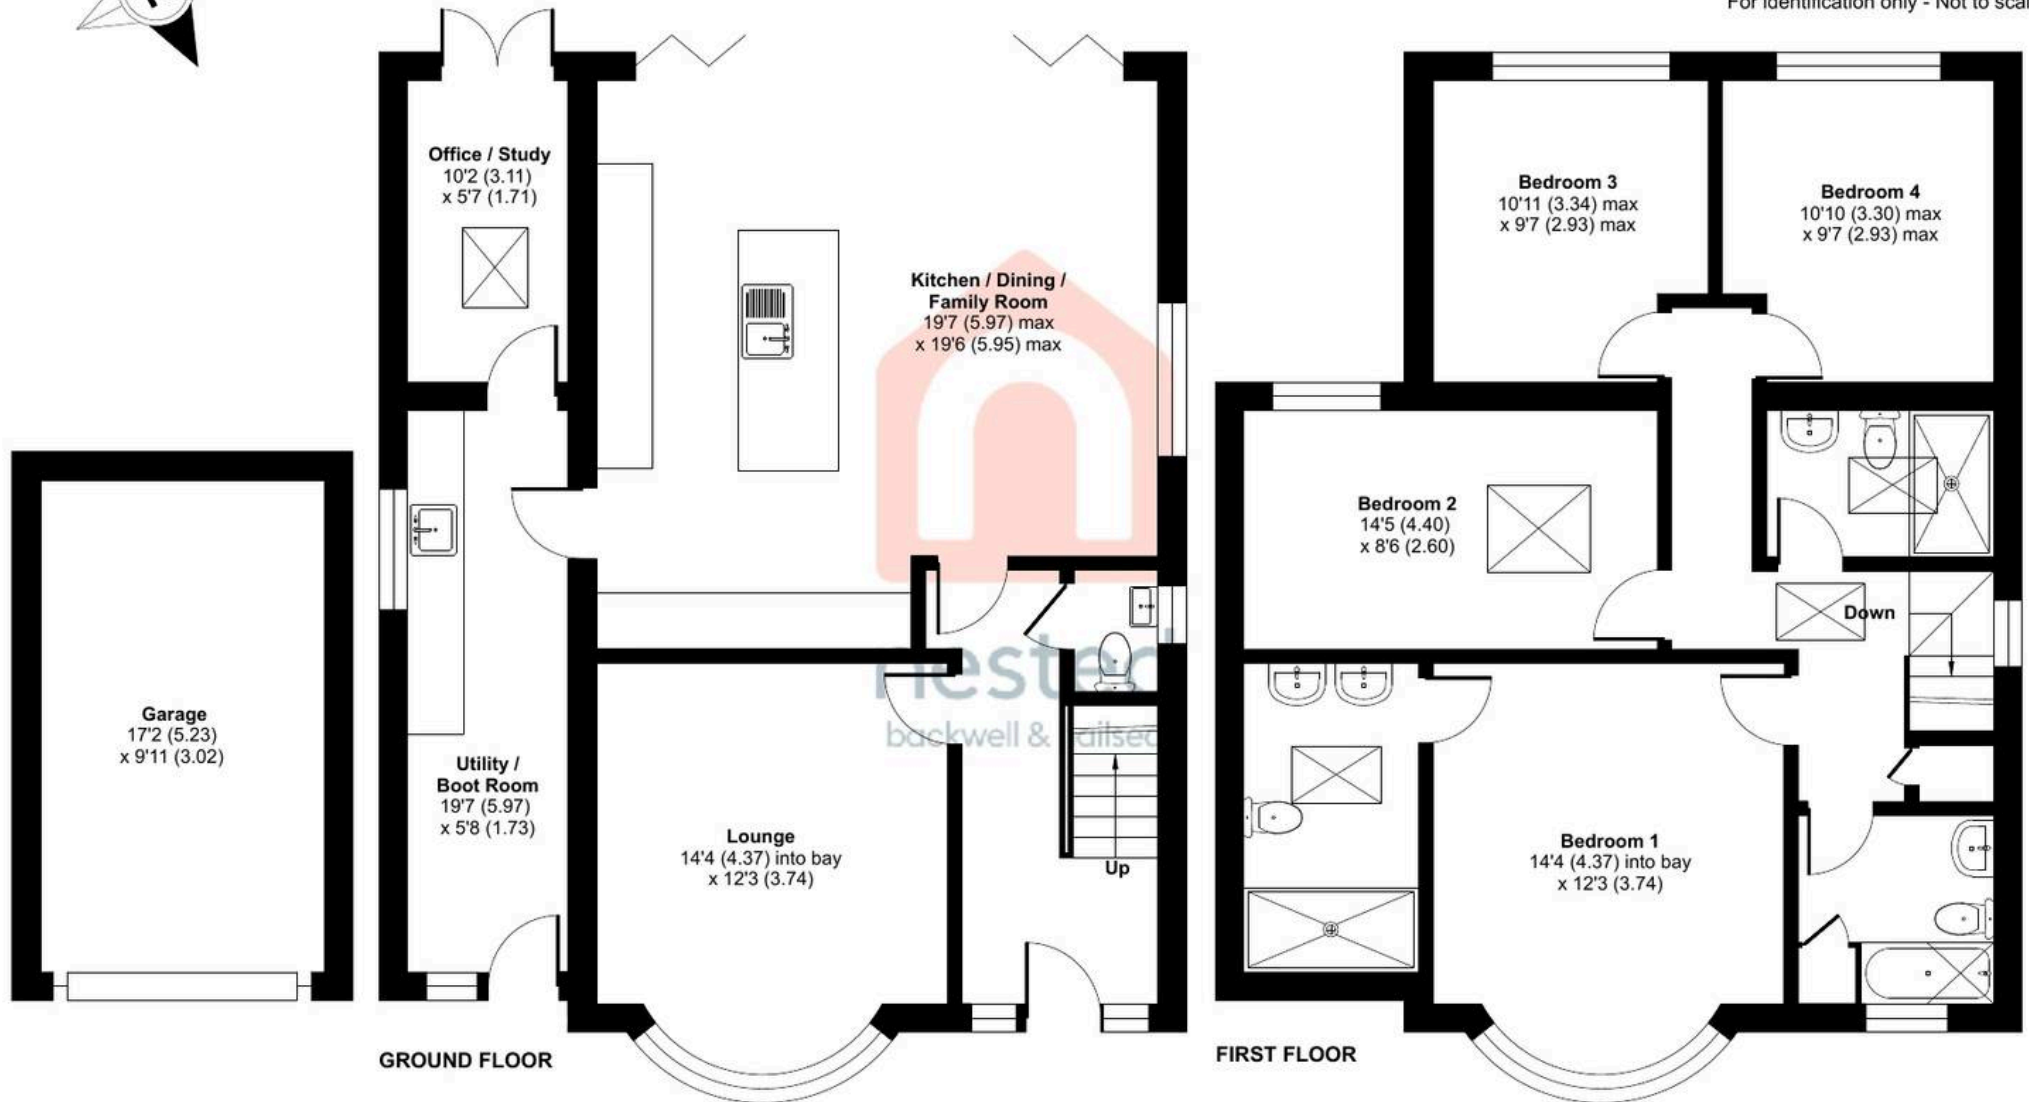 For identification only - Not to scale
Office / Study
10'2 (3.11)
x 5'7 (1.71)
Kitchen / Dining /
Family Room
19'7 (5.97) max
x 19'6 (5.95) max
Garage
17'2 (5.23)
x 9'11 (3.02)
Utility /
Boot Room
19'7 (5.97)
x 5'8 (1.73)
Lounge
14'4 (4.37) into bay
x 12'3 (3.74)
Up
nested
backwell & nailsea
GROUND FLOOR
Bedroom 3
10'11 (3.34) max
x 9'7 (2.93) max
Bedroom 4
10'10 (3.30) max
x 9'7 (2.93) max
Bedroom 2
14'5 (4.40)
x 8'6 (2.60)
Down
Bedroom 1
14'4 (4.37) into bay
x 12'3 (3.74)
FIRST FLOOR